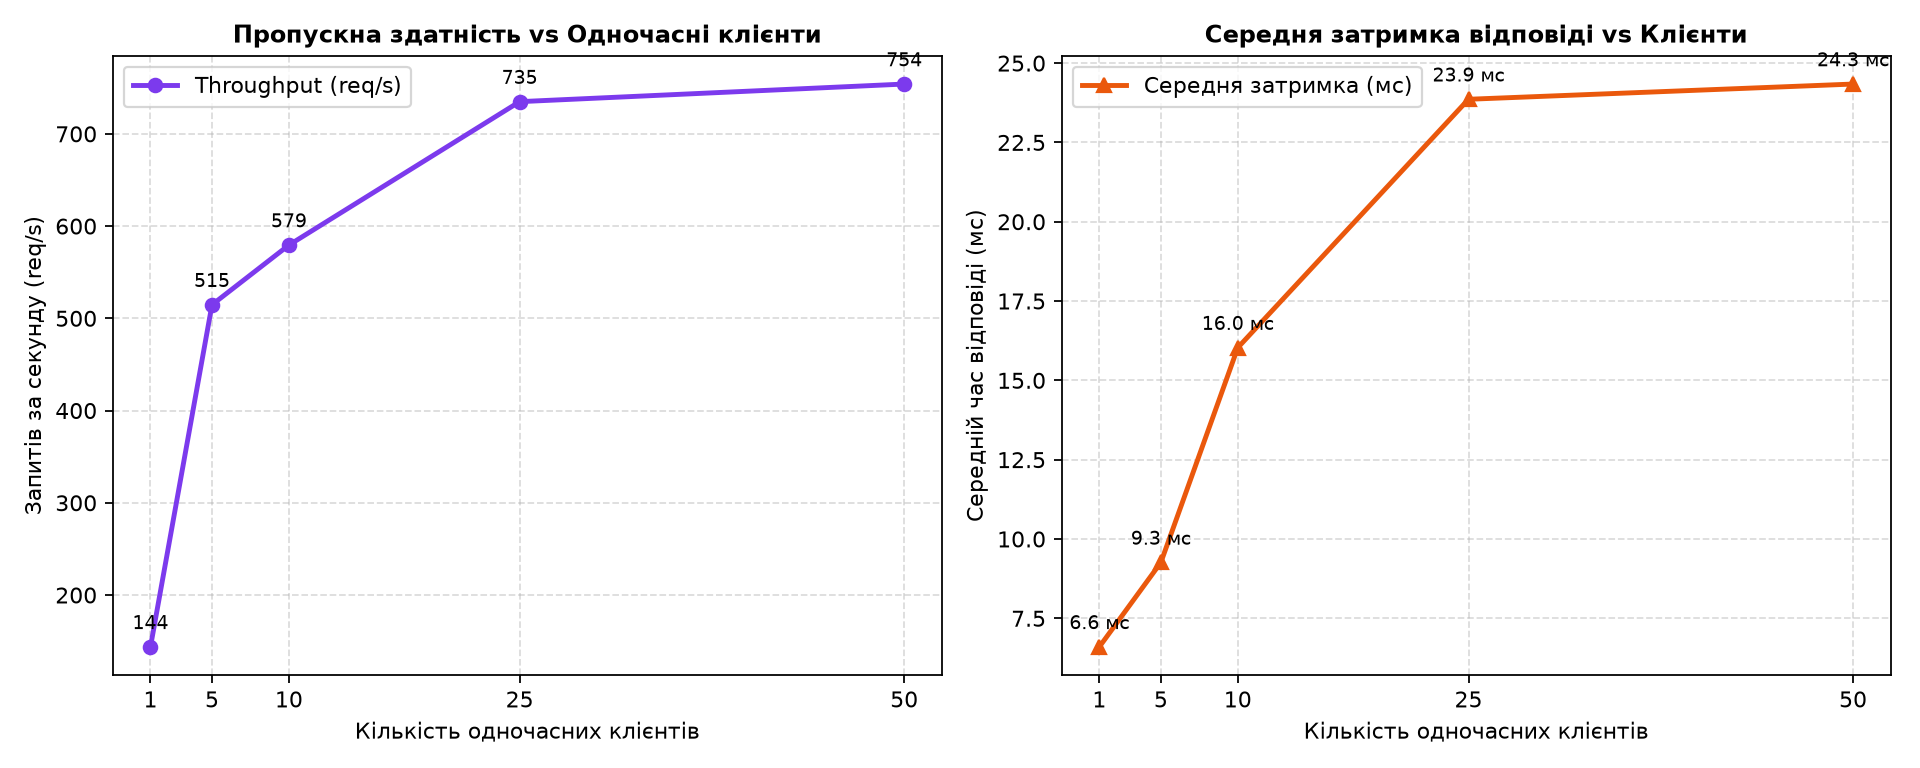 Пропускна здатність vs Одночасні клієнти
Throughput (req/s)
144
515
579
735
754
Запитів за секунду (req/s)
700
600
500
400
300
200
1 5 10 25 50
Кількість одночасних клієнтів
Середня затримка відповіді vs Клієнти
Середня затримка (мс)
6.6 мс
9.3 мс
16.0 мс
23.9 мс
24.3 мс
Середній час відповіді (мс)
25.0
22.5
20.0
17.5
15.0
12.5
10.0
7.5
1 5 10 25 50
Кількість одночасних клієнтів